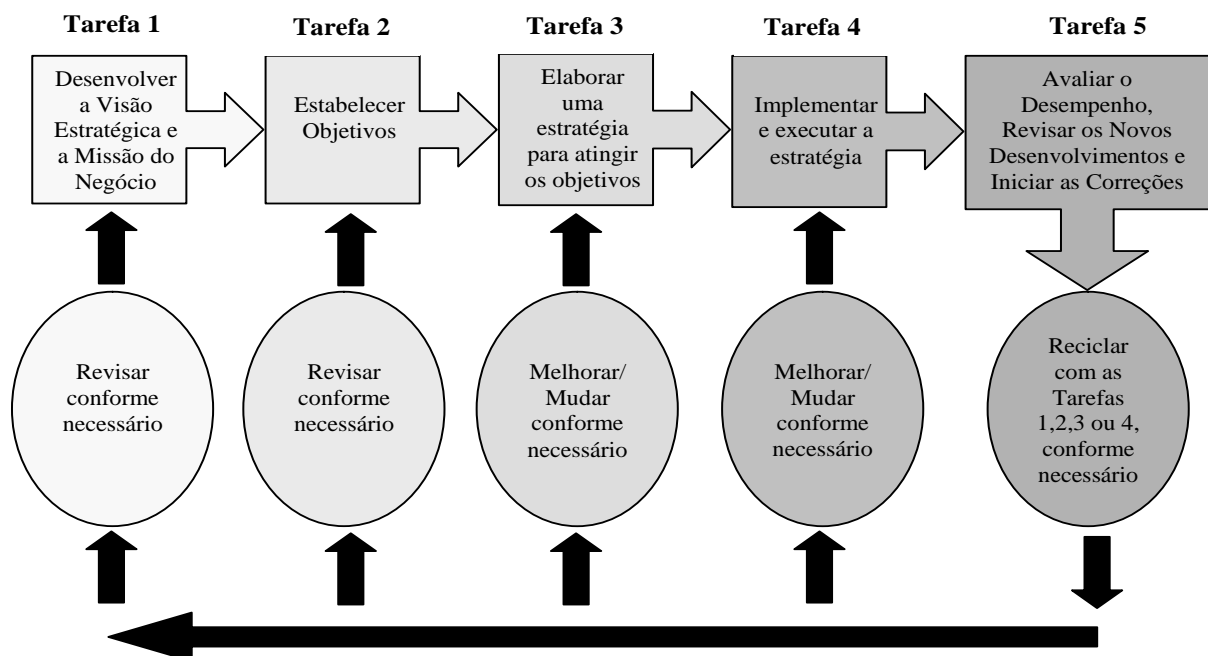 Tarefa 1
Tarefa 2
Tarefa 3
Tarefa 4
Tarefa 5
Desenvolver
a Visão
Estratégica e
a Missão do
Negócio
Estabelecer
Objetivos
Elaborar
uma
estratégia
para atingir
os objetivos
Implementar
e executar a
estratégia
Avaliar o
Desempenho,
Revisar os Novos
Desenvolvimentos e
Iniciar as Correções
Revisar
conforme
necessário
Revisar
conforme
necessário
Melhorar/
Mudar
conforme
necessário
Melhorar/
Mudar
conforme
necessário
Reciclar
com as
Tarefas
1,2,3 ou 4,
conforme
necessário